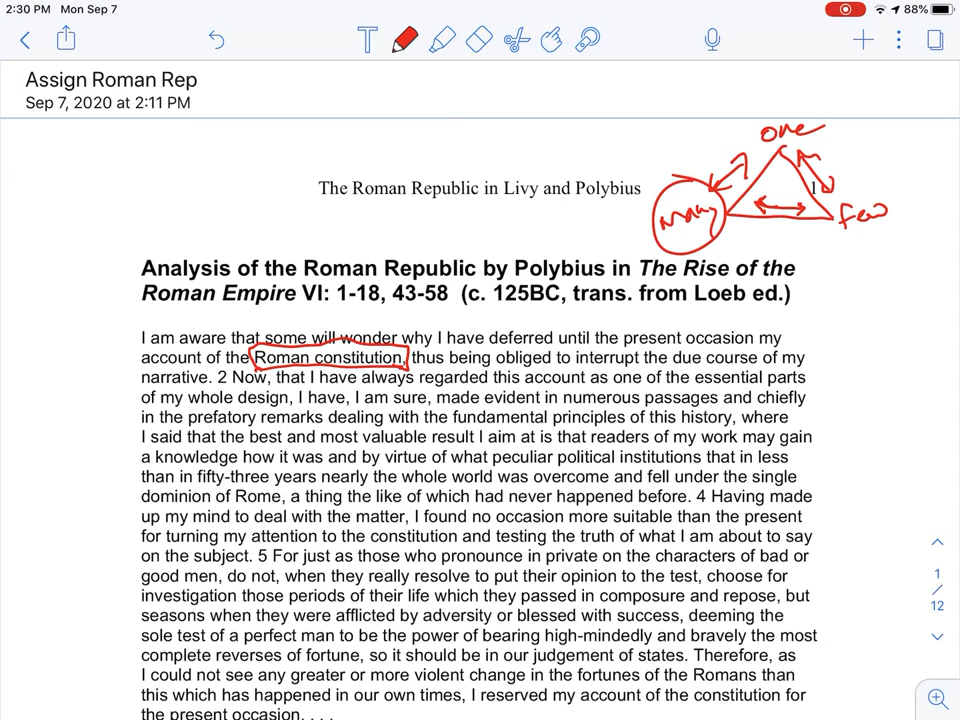 2:30 PM Mon Sep 7
88%
T
Assign Roman Rep
Sep 7, 2020 at 2:11 PM
one
The Roman Republic in Livy and Polybius
1
many
few
Analysis of the Roman Republic by Polybius in The Rise of the
Roman Empire VI: 1-18, 43-58 (c. 125BC, trans. from Loeb ed.)
I am aware that some will wonder why I have deferred until the present occasion my
account of the Roman constitution, thus being obliged to interrupt the due course of my
narrative. 2 Now, that I have always regarded this account as one of the essential parts
of my whole design, I have, I am sure, made evident in numerous passages and chiefly
in the prefatory remarks dealing with the fundamental principles of this history, where
I said that the best and most valuable result I aim at is that readers of my work may gain
a knowledge how it was and by virtue of what peculiar political institutions that in less
than in fifty-three years nearly the whole world was overcome and fell under the single
dominion of Rome, a thing the like of which had never happened before. 4 Having made
up my mind to deal with the matter, I found no occasion more suitable than the present
for turning my attention to the constitution and testing the truth of what I am about to say
on the subject. 5 For just as those who pronounce in private on the characters of bad or
good men, do not, when they really resolve to put their opinion to the test, choose for
investigation those periods of their life which they passed in composure and repose, but
seasons when they were afflicted by adversity or blessed with success, deeming the
sole test of a perfect man to be the power of bearing high-mindedly and bravely the most
complete reverses of fortune, so it should be in our judgement of states. Therefore, as
I could not see any greater or more violent change in the fortunes of the Romans than
this which has happened in our own times, I reserved my account of the constitution for
the present occasion. . . .
1
/
12